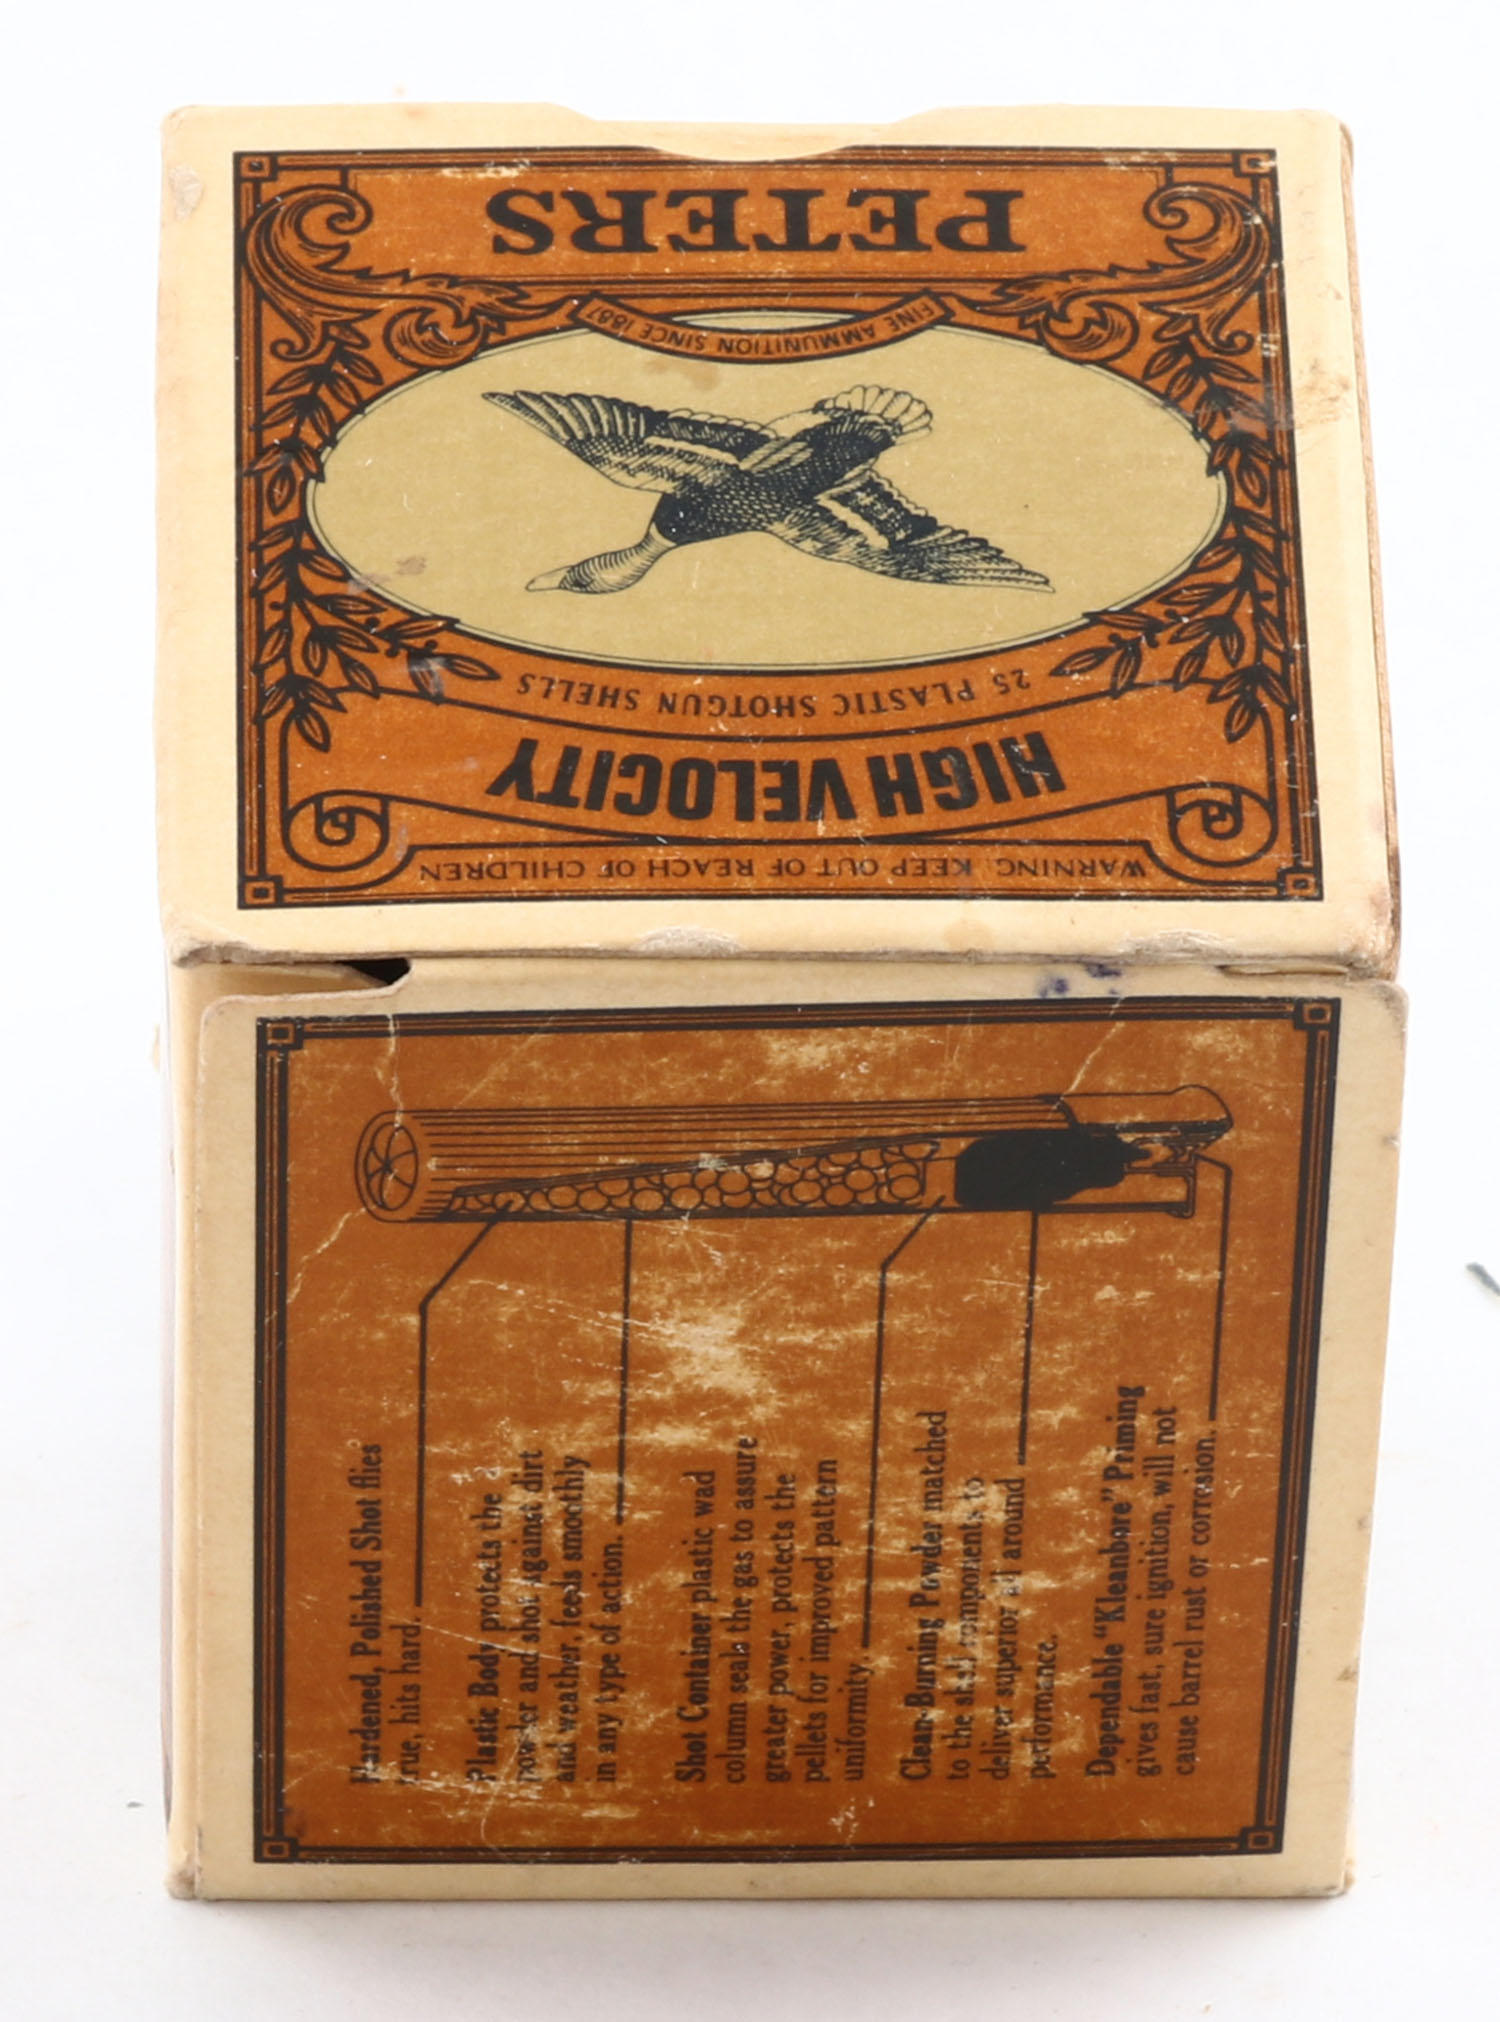 PETERS
FINE AMMUNITION SINCE 1887
25 PLASTIC SHOTGUN SHELLS
HIGH VELOCITY
WARNING: KEEP OUT OF REACH OF CHILDREN
Hardened, Polished Shot flies
true, hits hard.
Plastic Body protects the
powder and shot against dirt
and weather, feeds smoothly
in any type of action.
Shot Container plastic wad
column seals the gas to assure
greater power, protects the
pellets for improved pattern
uniformity.
Clean-Burning Powder matched
to the shell components to
deliver superior all around
performance.
Dependable "Kleanbore" Priming
gives fast, sure ignition, will not
cause barrel rust or corrosion.